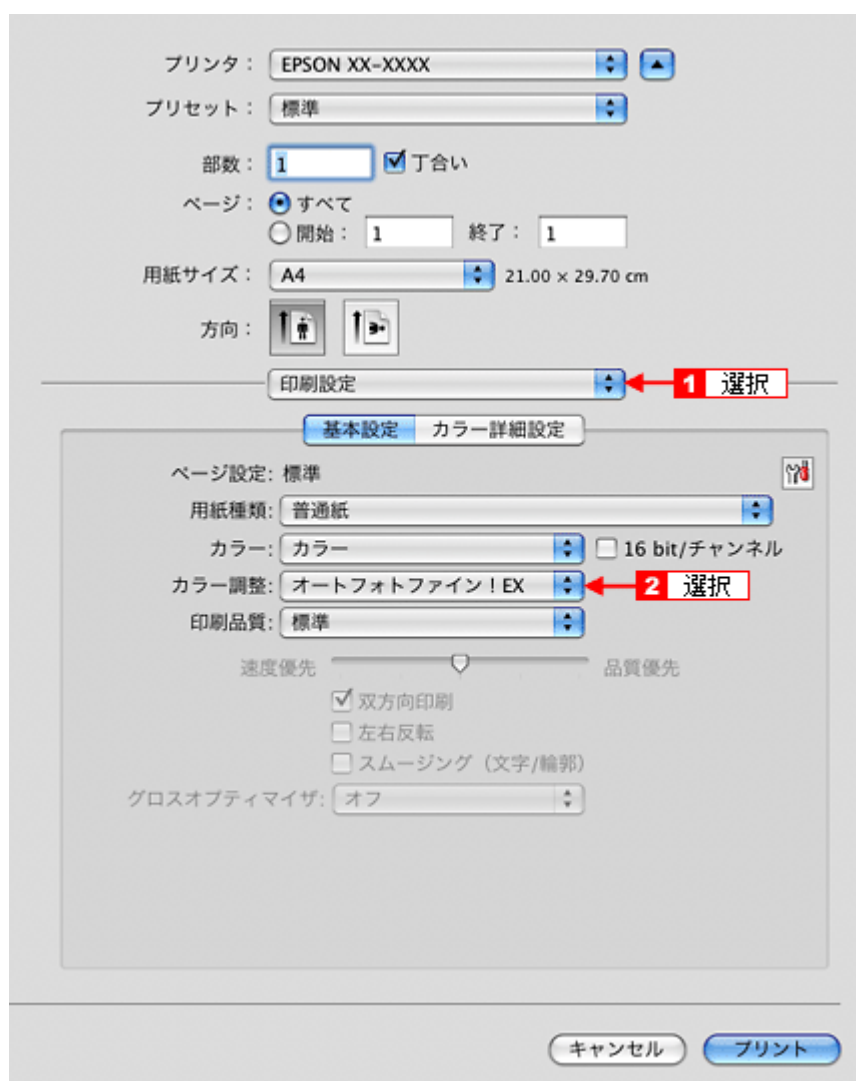 プリンタ： EPSON XX-XXXX
プリセット： 標準
部数： 1 丁合い
ページ： すべて
開始： 1 終了： 1
用紙サイズ： A4 21.00 × 29.70 cm
方向：
印刷設定 1 選択
基本設定 カラー詳細設定
ページ設定: 標準
用紙種類: 普通紙
カラー: カラー 16 bit/チャンネル
カラー調整: オートフォトファイン！EX 2 選択
印刷品質: 標準
速度優先 品質優先
双方向印刷
左右反転
スムージング（文字/輪郭）
グロスオプティマイザ: オフ
キャンセル プリント